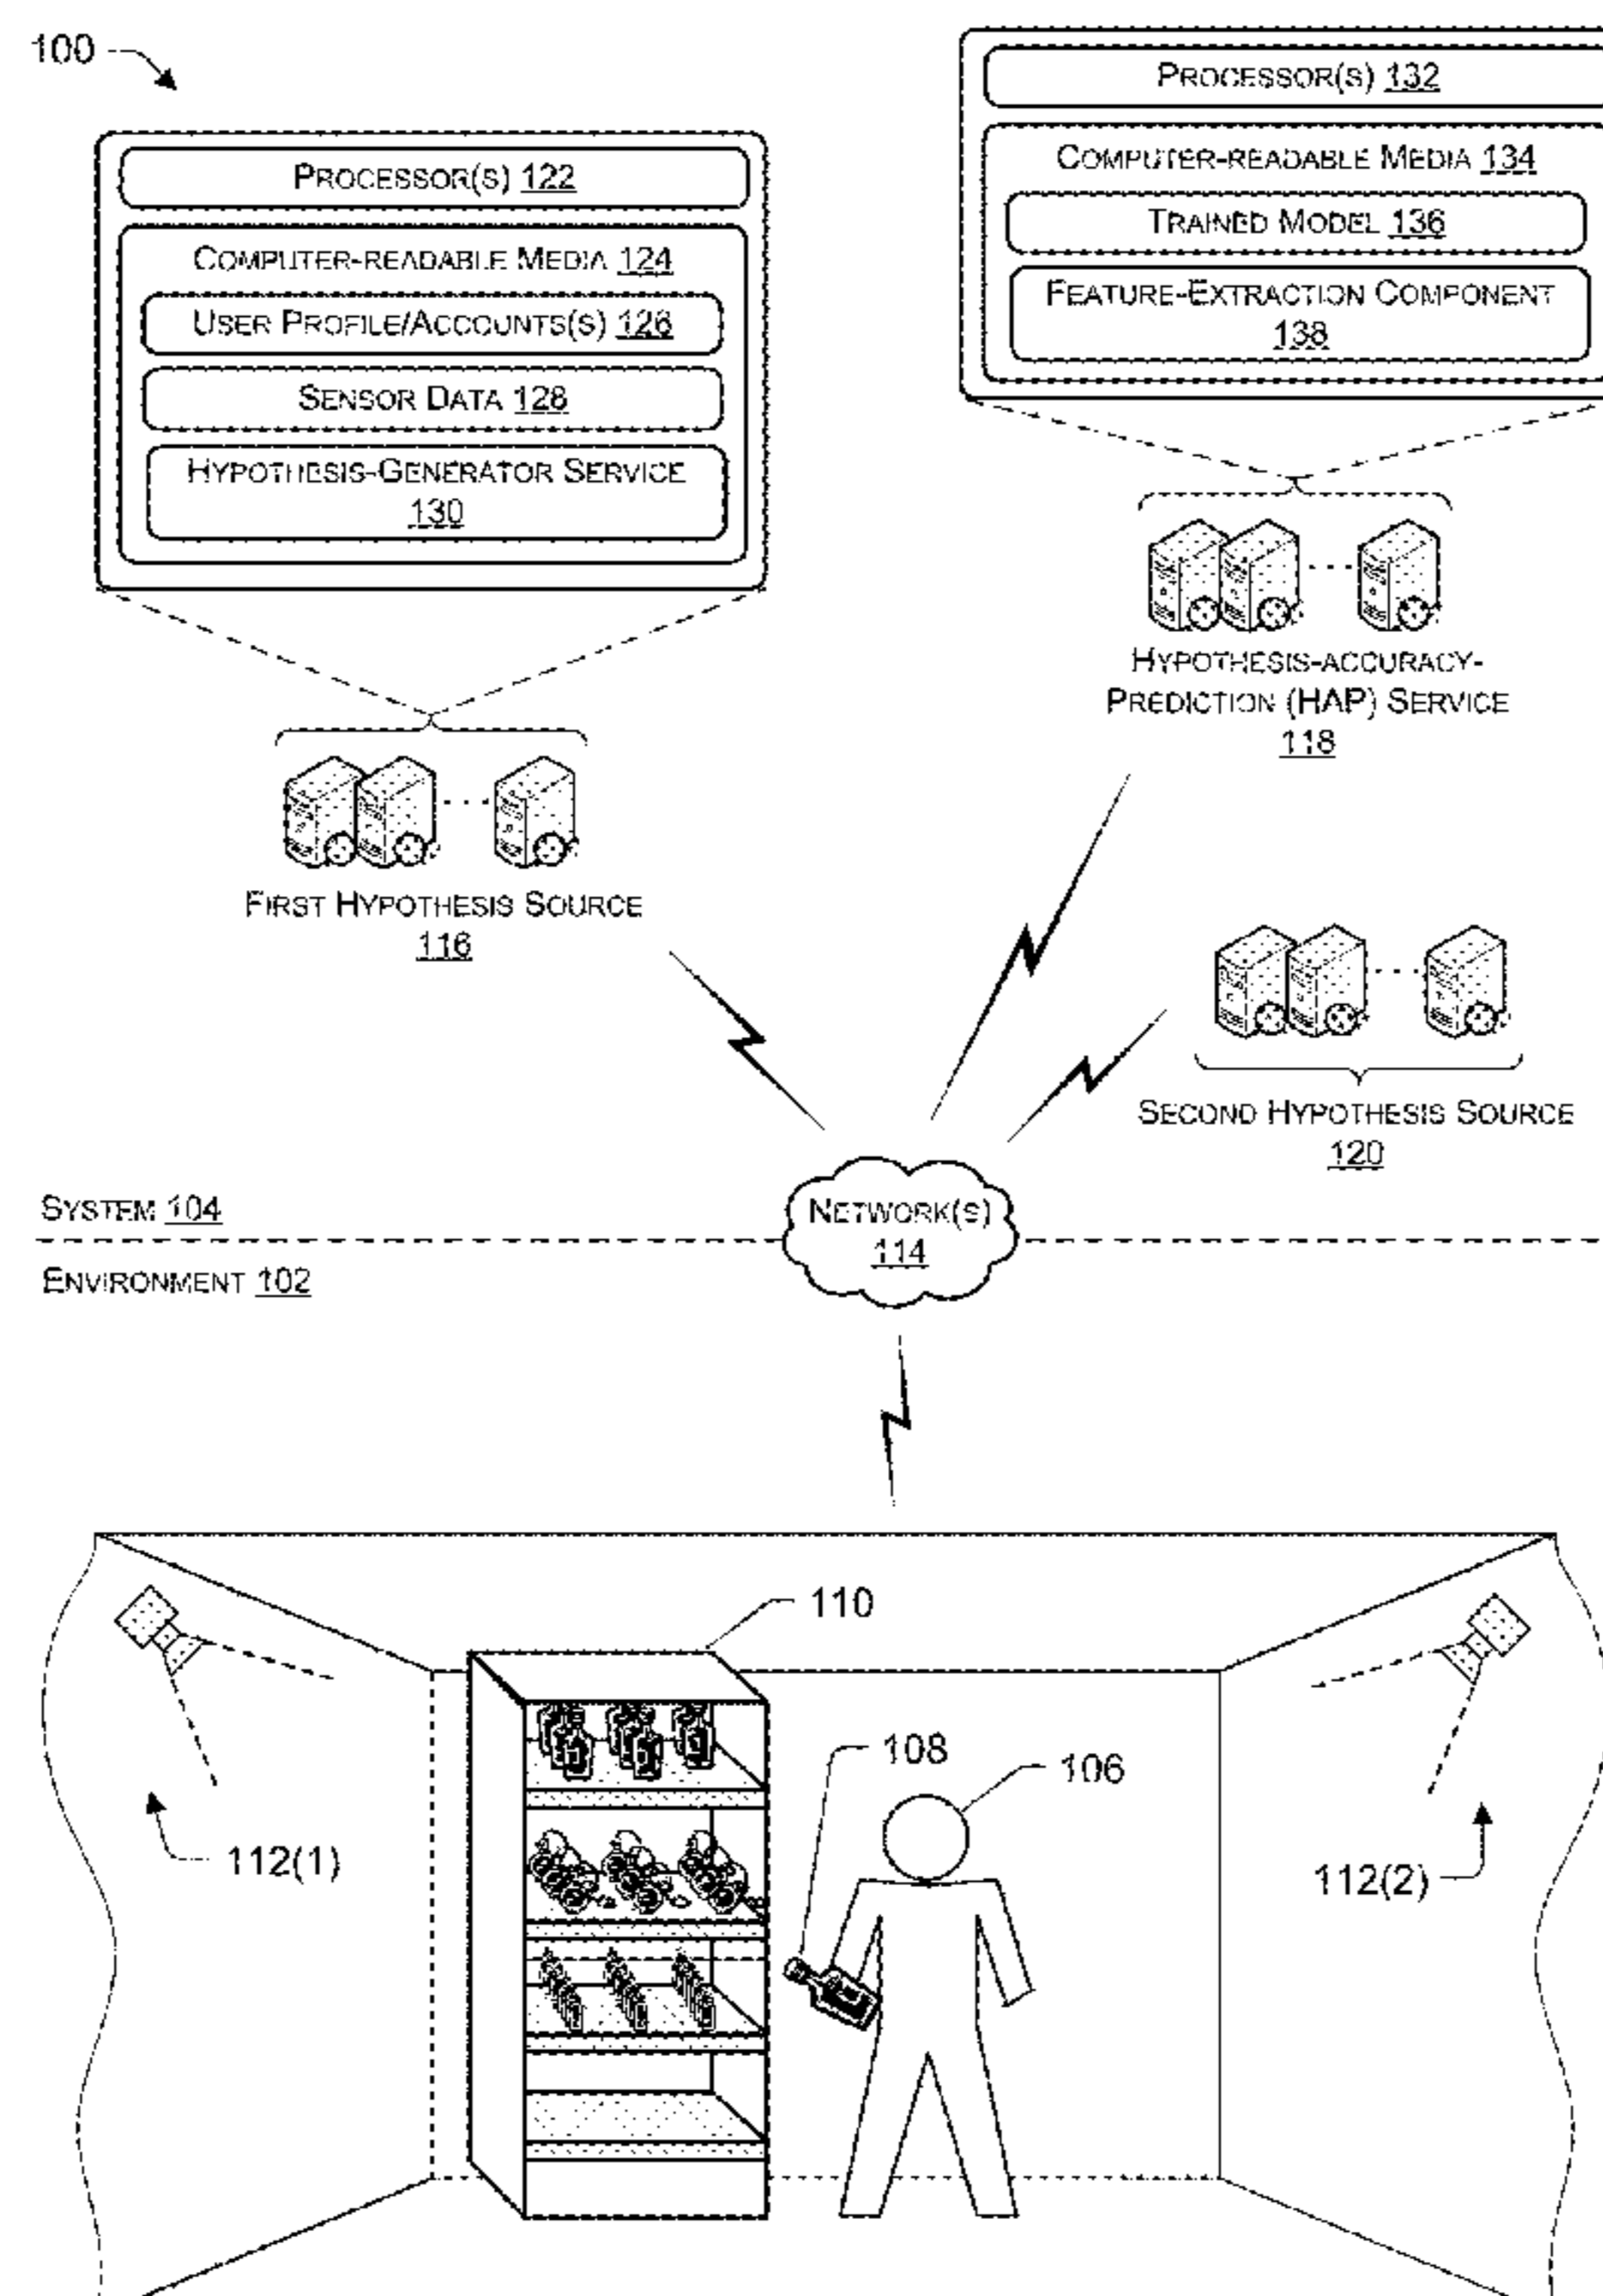 100
PROCESSOR(S) 122
COMPUTER-READABLE MEDIA 124
USER PROFILE/ACCOUNTS(S) 126
SENSOR DATA 128
HYPOTHESIS-GENERATOR SERVICE
130
FIRST HYPOTHESIS SOURCE
116
PROCESSOR(S) 132
COMPUTER-READABLE MEDIA 134
TRAINED MODEL 136
FEATURE-EXTRACTION COMPONENT
138
HYPOTHESIS-ACCURACY-
PREDICTION (HAP) SERVICE
118
SECOND HYPOTHESIS SOURCE
120
SYSTEM 104
NETWORK(S)
114
ENVIRONMENT 102
110
108
106
112(1)
112(2)